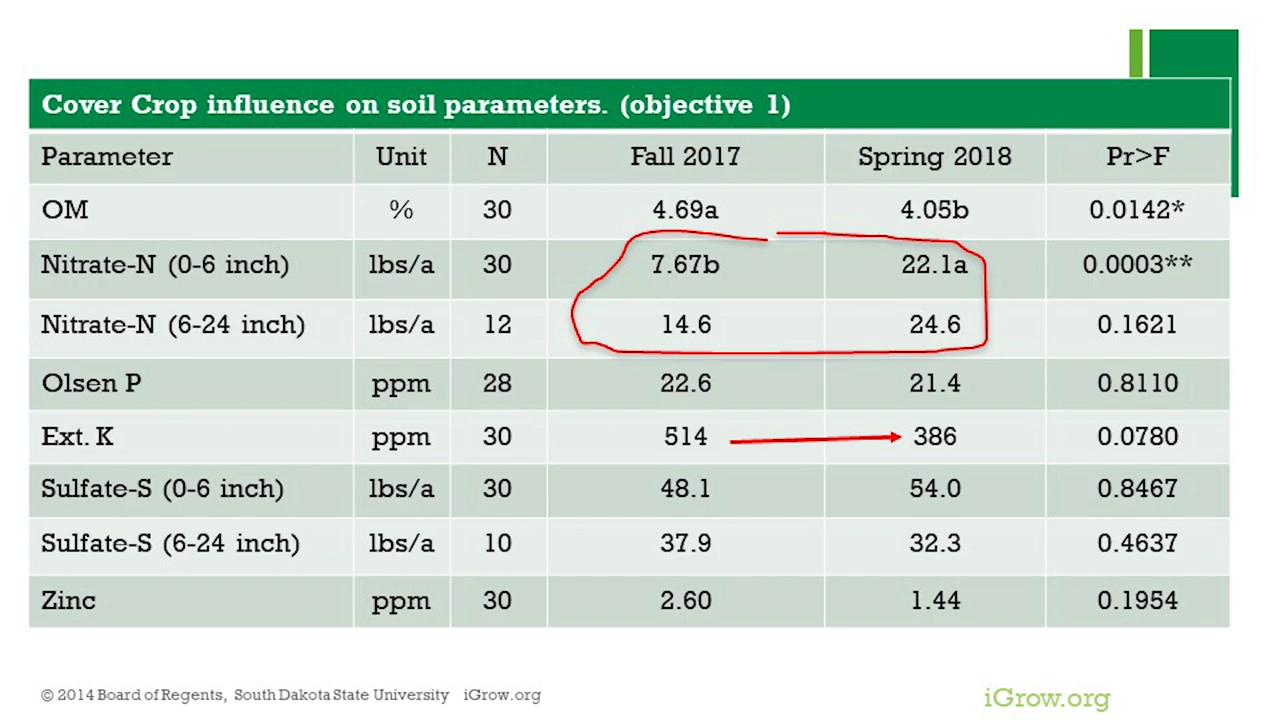 Cover Crop influence on soil parameters. (objective 1)
Parameter Unit N Fall 2017 Spring 2018 Pr>F
OM % 30 4.69a 4.05b 0.0142*
Nitrate-N (0-6 inch) lbs/a 30 7.67b 22.1a 0.0003**
Nitrate-N (6-24 inch) lbs/a 12 14.6 24.6 0.1621
Olsen P ppm 28 22.6 21.4 0.8110
Ext. K ppm 30 514 386 0.0780
Sulfate-S (0-6 inch) lbs/a 30 48.1 54.0 0.8467
Sulfate-S (6-24 inch) lbs/a 10 37.9 32.3 0.4637
Zinc ppm 30 2.60 1.44 0.1954
© 2014 Board of Regents, South Dakota State University iGrow.org
iGrow.org